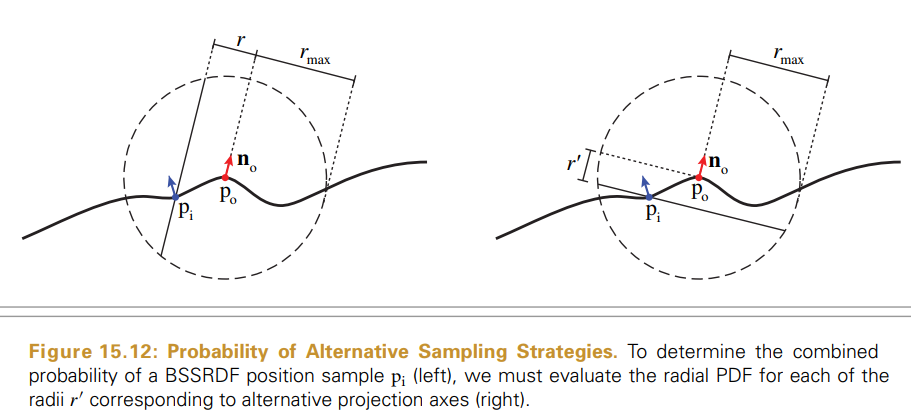 r
r_max
n_o
p_o
p_i
r_max
r'
n_o
p_o
p_i
Figure 15.12: Probability of Alternative Sampling Strategies. To determine the combined
probability of a BSSRDF position sample p_i (left), we must evaluate the radial PDF for each of the
radii r' corresponding to alternative projection axes (right).